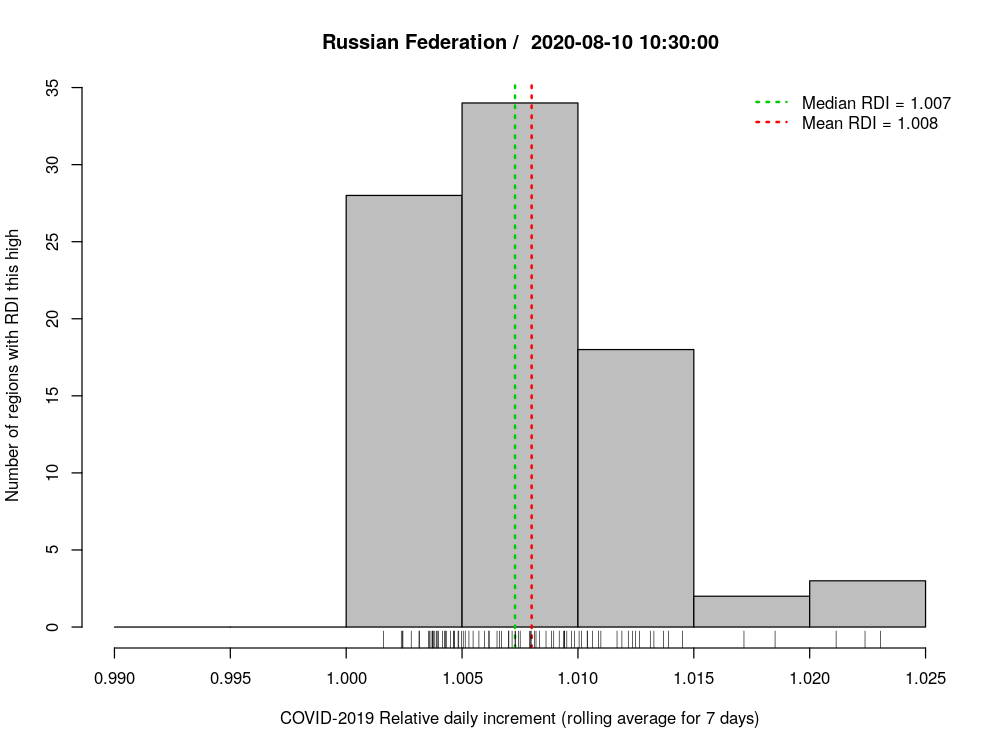 Russian Federation /  2020-08-10 10:30:00
Median RDI = 1.007
Mean RDI = 1.008
Number of regions with RDI this high
35
30
25
20
15
10
5
0
0.990 0.995 1.000 1.005 1.010 1.015 1.020 1.025
COVID-2019 Relative daily increment (rolling average for 7 days)